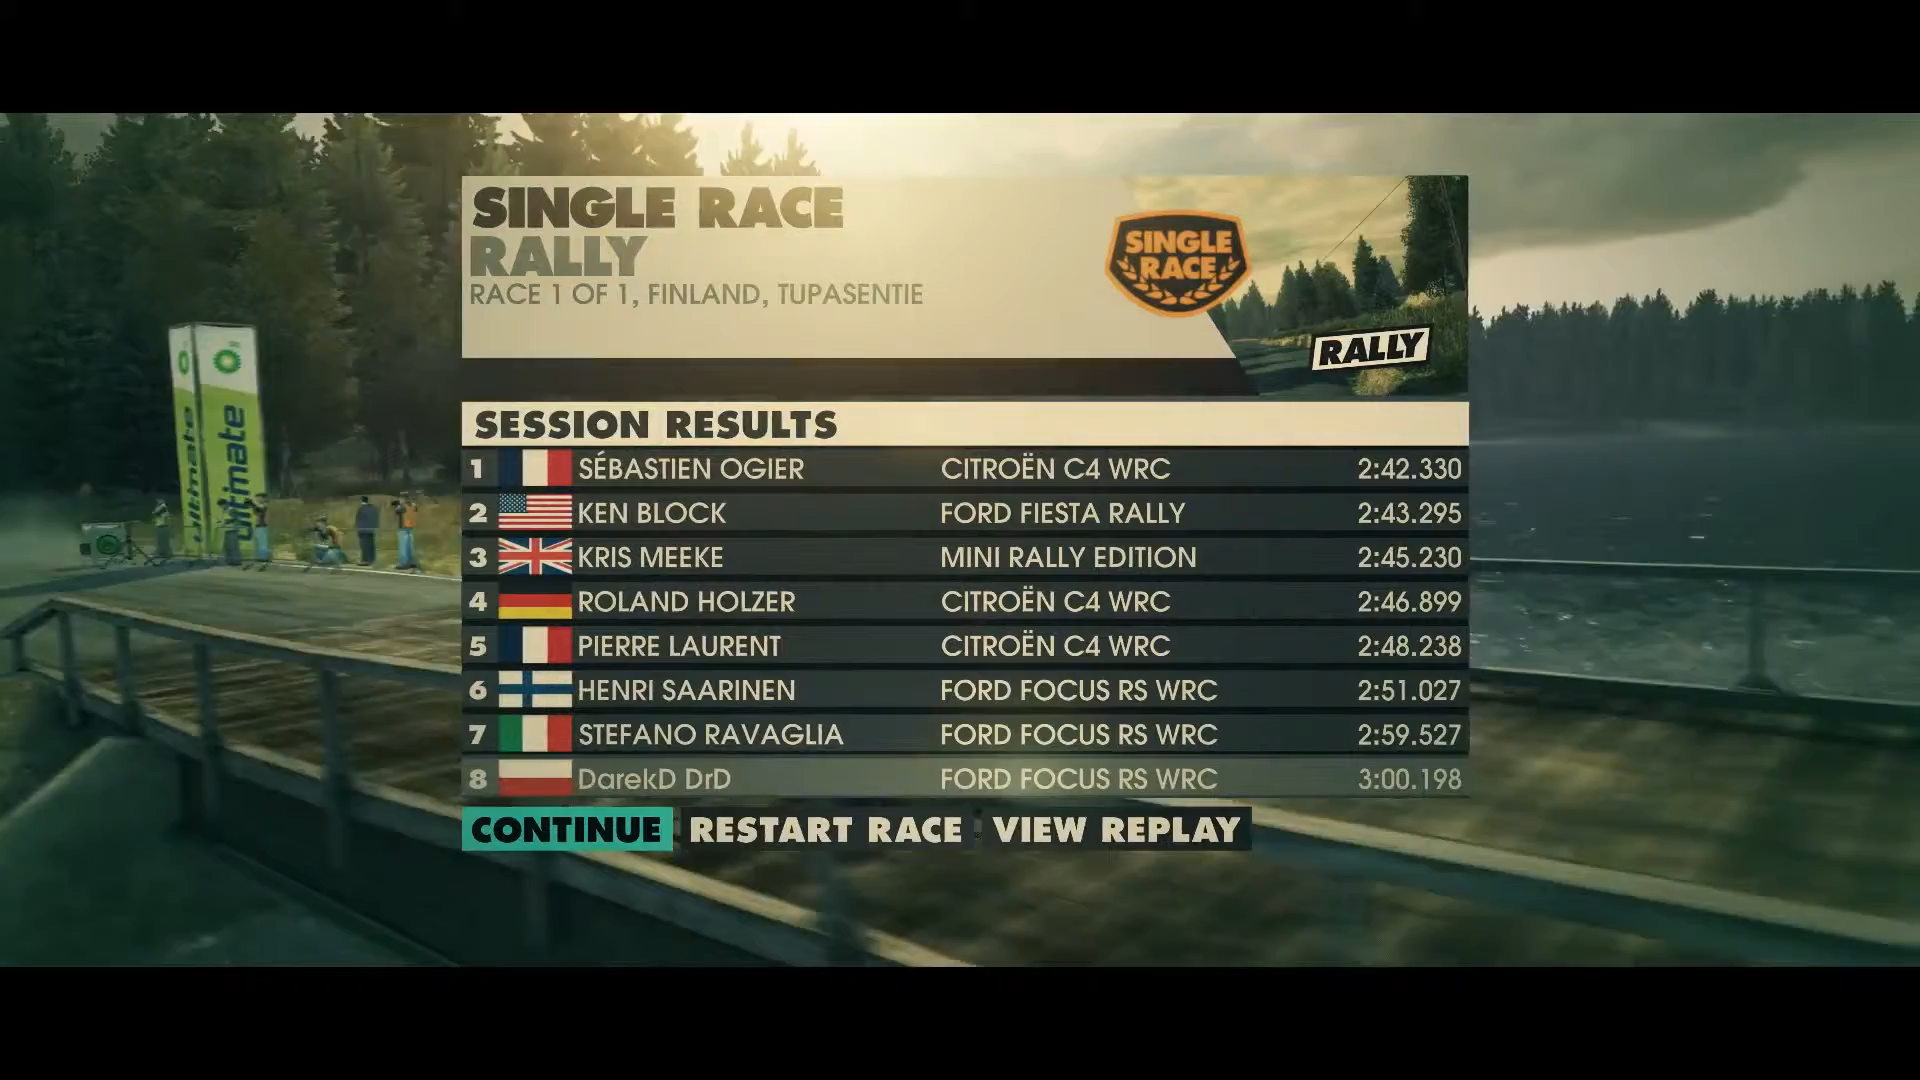 SINGLE RACE
RALLY
RACE 1 OF 1, FINLAND, TUPASENTIE
SINGLE
RACE
RALLY
bp
ultimate
ultimate
SESSION RESULTS
1 SÉBASTIEN OGIER CITROËN C4 WRC 2:42.330
2 KEN BLOCK FORD FIESTA RALLY 2:43.295
3 KRIS MEEKE MINI RALLY EDITION 2:45.230
4 ROLAND HOLZER CITROËN C4 WRC 2:46.899
5 PIERRE LAURENT CITROËN C4 WRC 2:48.238
6 HENRI SAARINEN FORD FOCUS RS WRC 2:51.027
7 STEFANO RAVAGLIA FORD FOCUS RS WRC 2:59.527
8 DarekD DrD FORD FOCUS RS WRC 3:00.198
CONTINUE RESTART RACE VIEW REPLAY